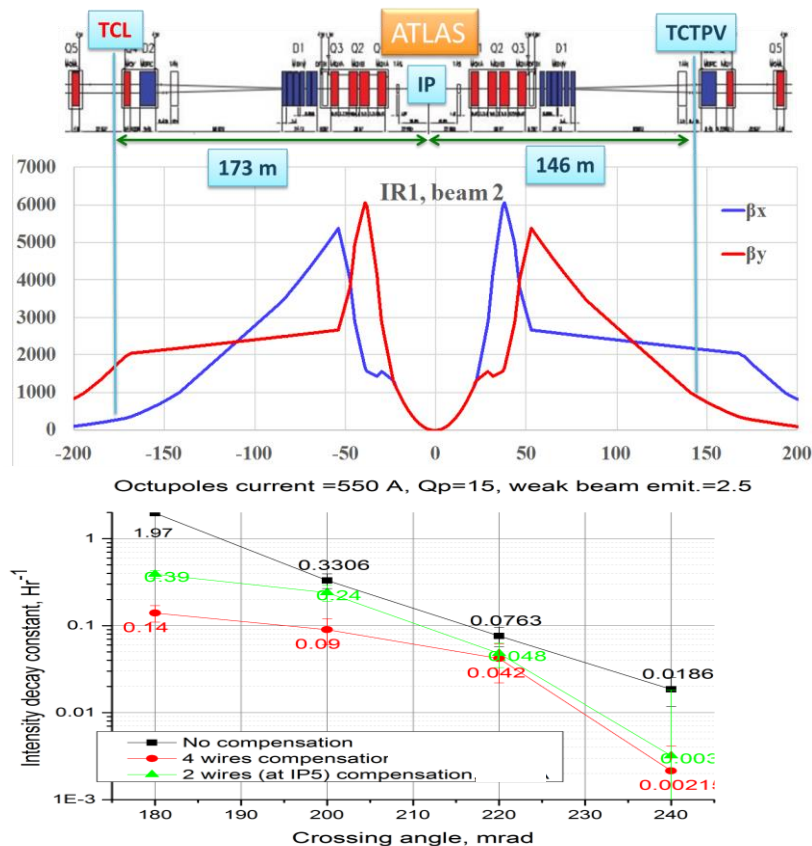 TCL
ATLAS
TCTPV
Q5
D2
D1
Q3
Q2
Q2
Q3
D1
Q5
IP
173 m
146 m
7000
6000
5000
4000
3000
2000
1000
0
IR1, beam 2
βx
βy
-200
-150
-100
-50
0
50
100
150
200
Octupoles current =550 A, Qp=15, weak beam emit.=2.5
Intensity decay constant, Hr-1
1
0.1
0.01
1E-3
1.97
0.3306
0.0763
0.0186
0.39
0.24
0.048
0.003
0.14
0.09
0.042
0.00215
No compensation
4 wires compensation
2 wires (at IP5) compensation,
180
200
220
240
Crossing angle, mrad